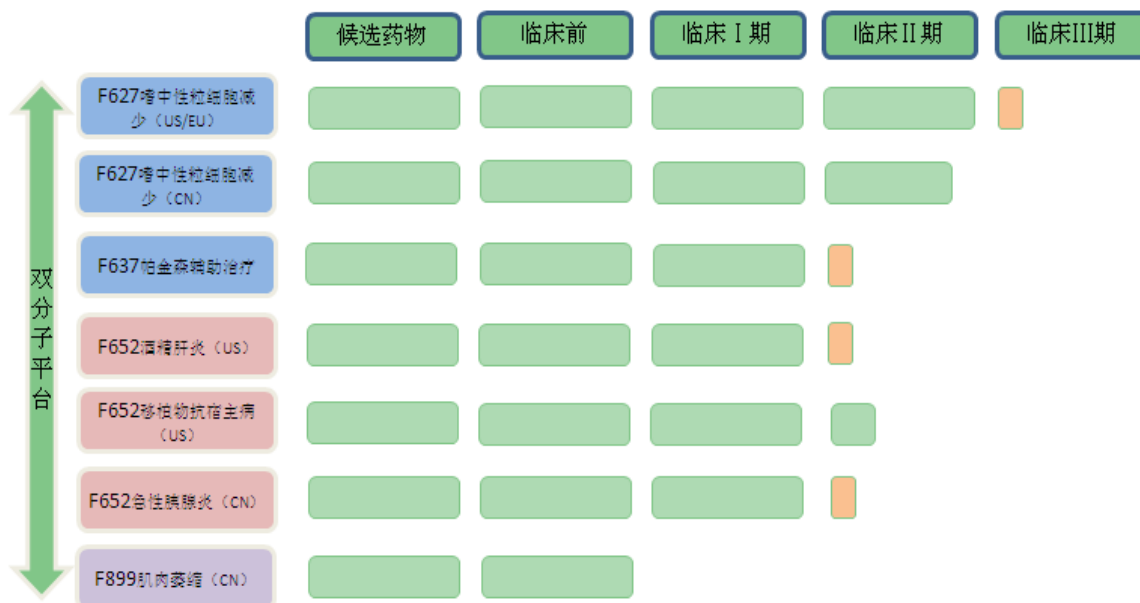 候选药物
临床前
临床Ⅰ期
临床II期
临床III期
F627嗜中性粒细胞减
少（US/EU）
F627嗜中性粒细胞减
少（CN）
F637帕金森辅助治疗
F652酒精肝炎（US）
F652移植物抗宿主病
（US）
F652急性胰腺炎（CN）
F899肌肉萎缩（CN）
双分子平台